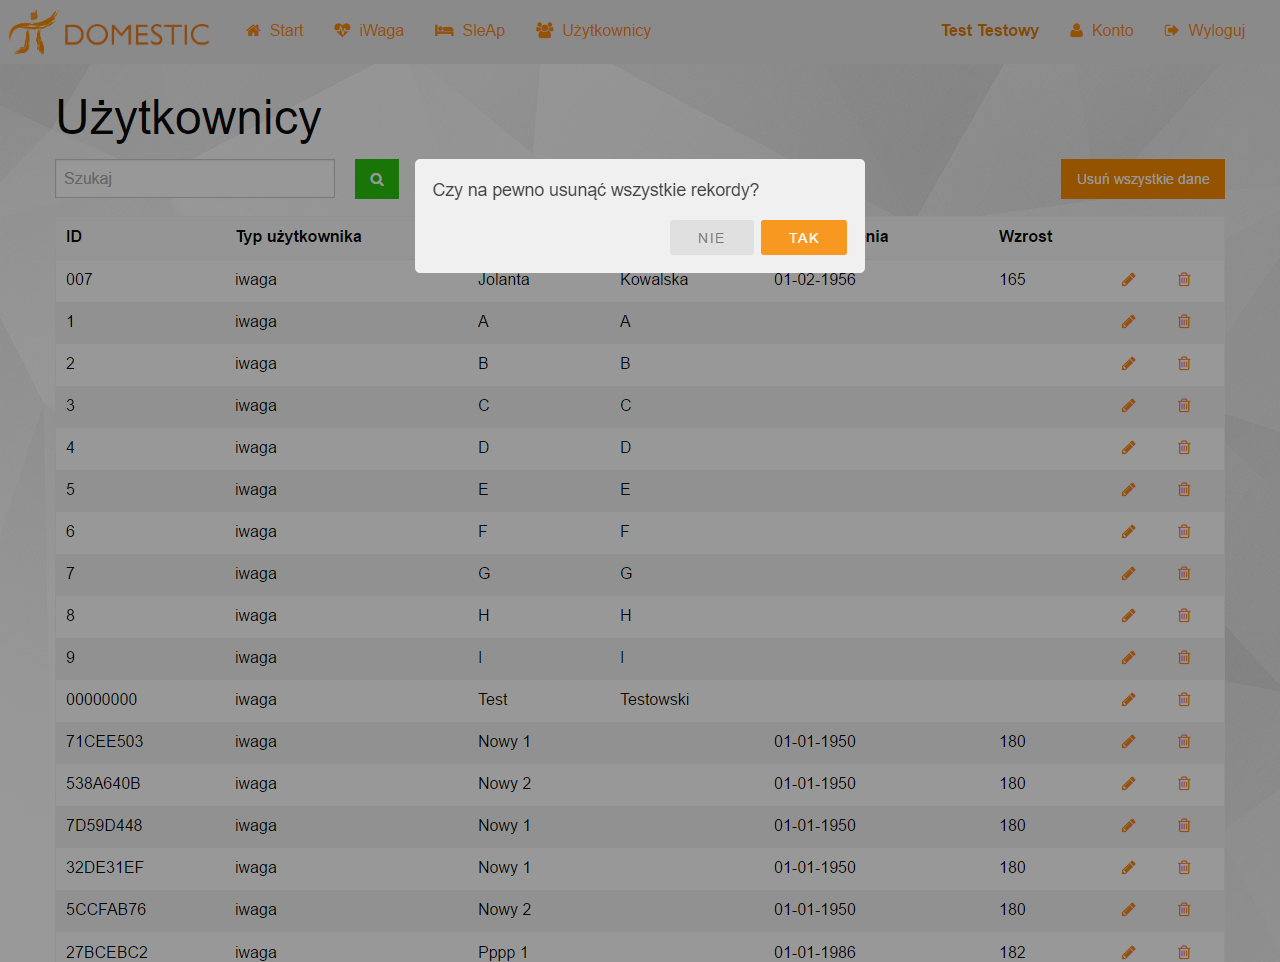 DOMESTIC Start iWaga SleAp Użytkownicy Test Testowy Konto Wyloguj
Użytkownicy
Szukaj
Usuń wszystkie dane
Czy na pewno usunąć wszystkie rekordy?
NIE TAK
ID Typ użytkownika nia Wzrost
007 iwaga Jolanta Kowalska 01-02-1956 165
1 iwaga A A
2 iwaga B B
3 iwaga C C
4 iwaga D D
5 iwaga E E
6 iwaga F F
7 iwaga G G
8 iwaga H H
9 iwaga I I
00000000 iwaga Test Testowski
71CEE503 iwaga Nowy 1 01-01-1950 180
538A640B iwaga Nowy 2 01-01-1950 180
7D59D448 iwaga Nowy 1 01-01-1950 180
32DE31EF iwaga Nowy 1 01-01-1950 180
5CCFAB76 iwaga Nowy 2 01-01-1950 180
27BCEBC2 iwaga Pppp 1 01-01-1986 182